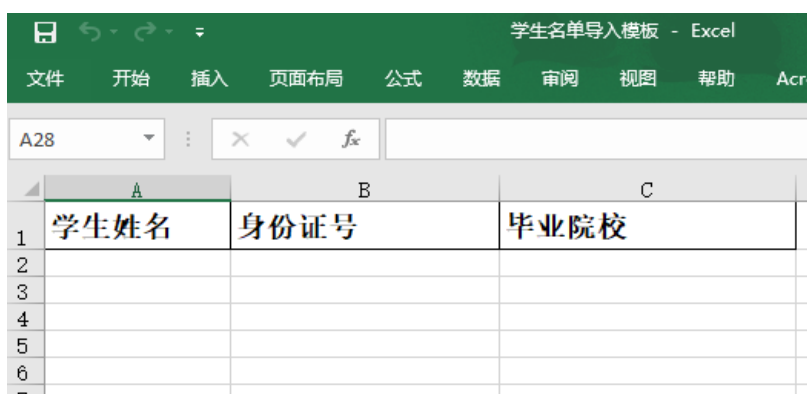 学生名单导入模板 - Excel
文件 开始 插入 页面布局 公式 数据 审阅 视图 帮助
A28 fx
A B C
1 学生姓名 身份证号 毕业院校
2
3
4
5
6